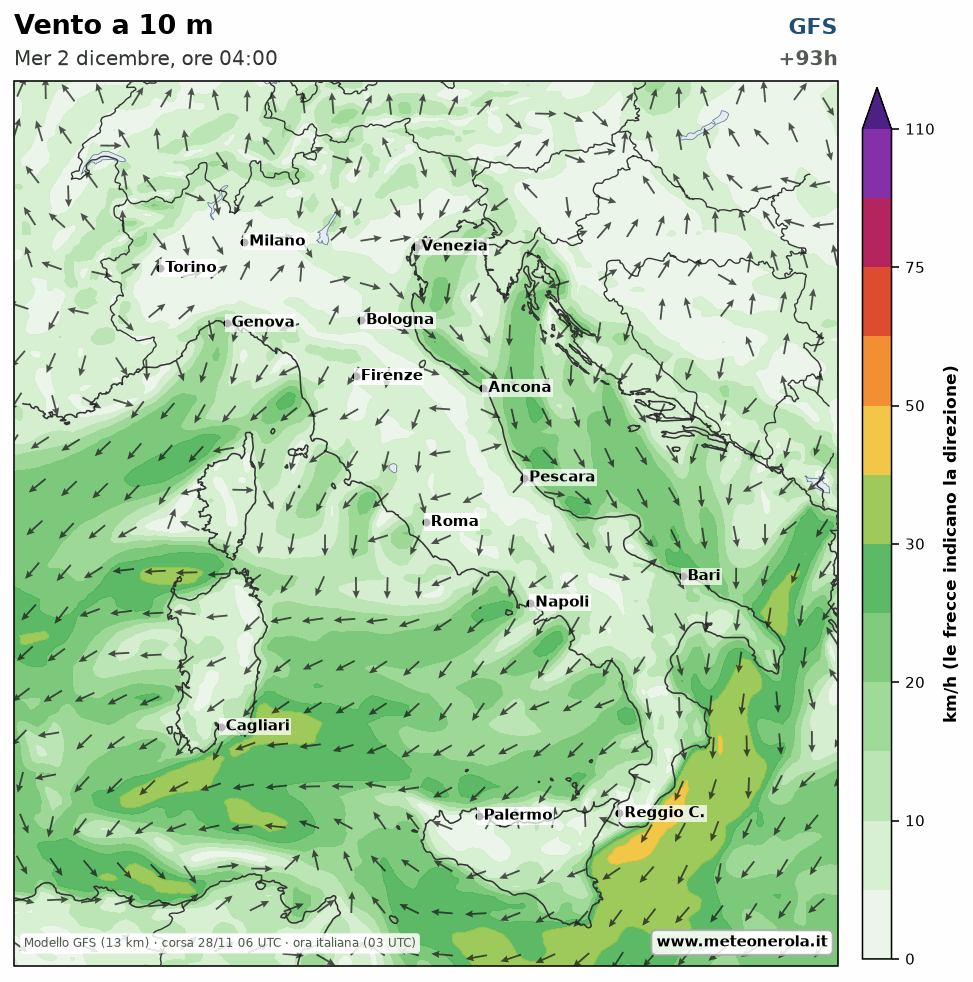 Vento a 10 m
GFS
Mer 2 dicembre, ore 04:00
+93h
110
75
50
30
20
10
0
km/h (le frecce indicano la direzione)
Milano
Venezia
Torino
Genova
Bologna
Firenze
Ancona
Pescara
Roma
Bari
Napoli
Cagliari
Palermo
Reggio C.
Modello GFS (13 km) · corsa 28/11 06 UTC · ora italiana (03 UTC)
www.meteonerola.it